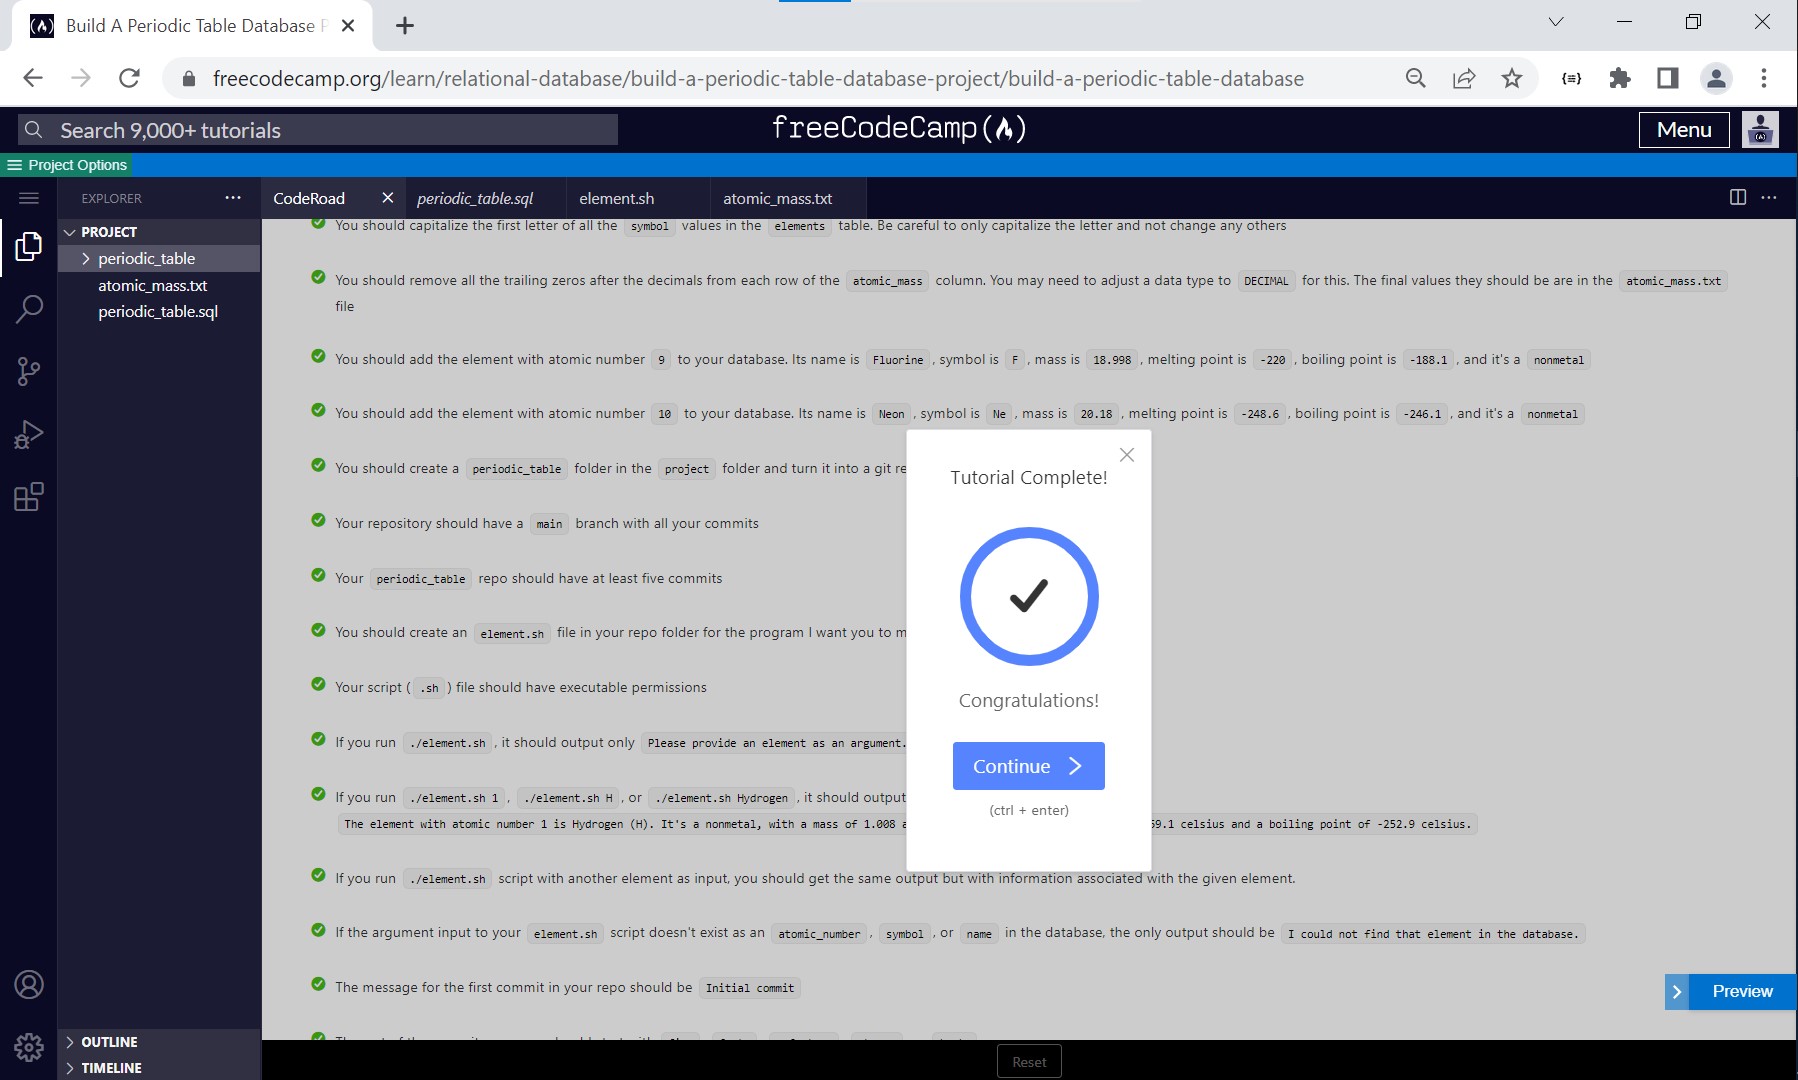 Build A Periodic Table Database P
freecodecamp.org/learn/relational-database/build-a-periodic-table-database-project/build-a-periodic-table-database
Search 9,000+ tutorials
freeCodeCamp(🔥)
Menu
Project Options
EXPLORER
CodeRoad
periodic_table.sql
element.sh
atomic_mass.txt
PROJECT
periodic_table
atomic_mass.txt
periodic_table.sql
You should capitalize the first letter of all the symbol values in the elements table. Be careful to only capitalize the letter and not change any others
You should remove all the trailing zeros after the decimals from each row of the atomic_mass column. You may need to adjust a data type to DECIMAL for this. The final values they should be are in the atomic_mass.txt
file
You should add the element with atomic number 9 to your database. Its name is Fluorine, symbol is F, mass is 18.998, melting point is -220, boiling point is -188.1, and it's a nonmetal
You should add the element with atomic number 10 to your database. Its name is Neon, symbol is Ne, mass is 20.18, melting point is -248.6, boiling point is -246.1, and it's a nonmetal
You should create a periodic_table folder in the project folder and turn it into a git re
Your repository should have a main branch with all your commits
Your periodic_table repo should have at least five commits
You should create an element.sh file in your repo folder for the program I want you to m
Your script (.sh) file should have executable permissions
If you run ./element.sh, it should output only Please provide an element as an argument.
If you run ./element.sh 1, ./element.sh H, or ./element.sh Hydrogen, it should output
The element with atomic number 1 is Hydrogen (H). It's a nonmetal, with a mass of 1.008 a 59.1 celsius and a boiling point of -252.9 celsius.
If you run ./element.sh script with another element as input, you should get the same output but with information associated with the given element.
If the argument input to your element.sh script doesn't exist as an atomic_number, symbol, or name in the database, the only output should be I could not find that element in the database.
The message for the first commit in your repo should be Initial commit
Tutorial Complete!
Congratulations!
Continue
(ctrl + enter)
Preview
OUTLINE
TIMELINE
Reset